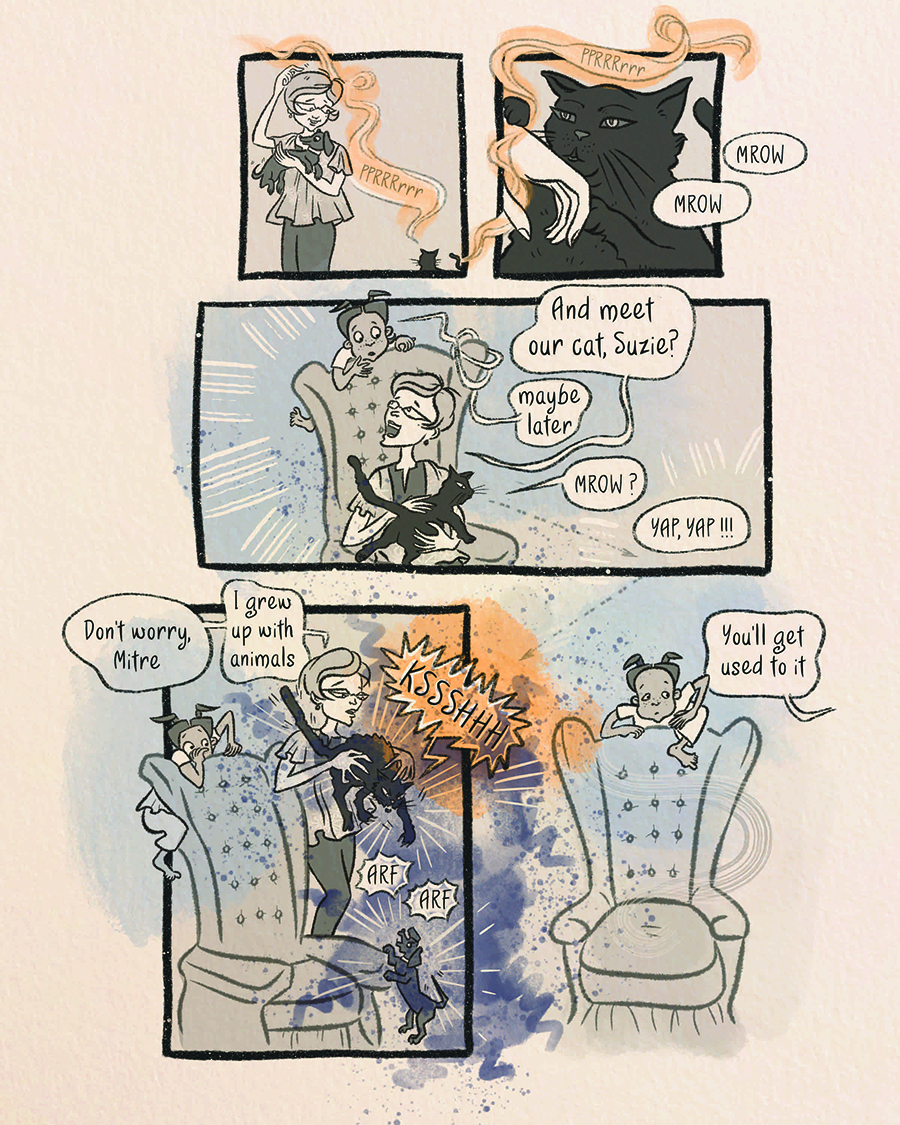 PPRRRrrr
PPRRRrrr
MROW
MROW
And meet
our cat, Suzie?
maybe
later
MROW ?
YAP, YAP !!!
Don't worry,
Mitre
I grew
up with
animals
KSSSHHH
ARF
ARF
You'll get
used to it